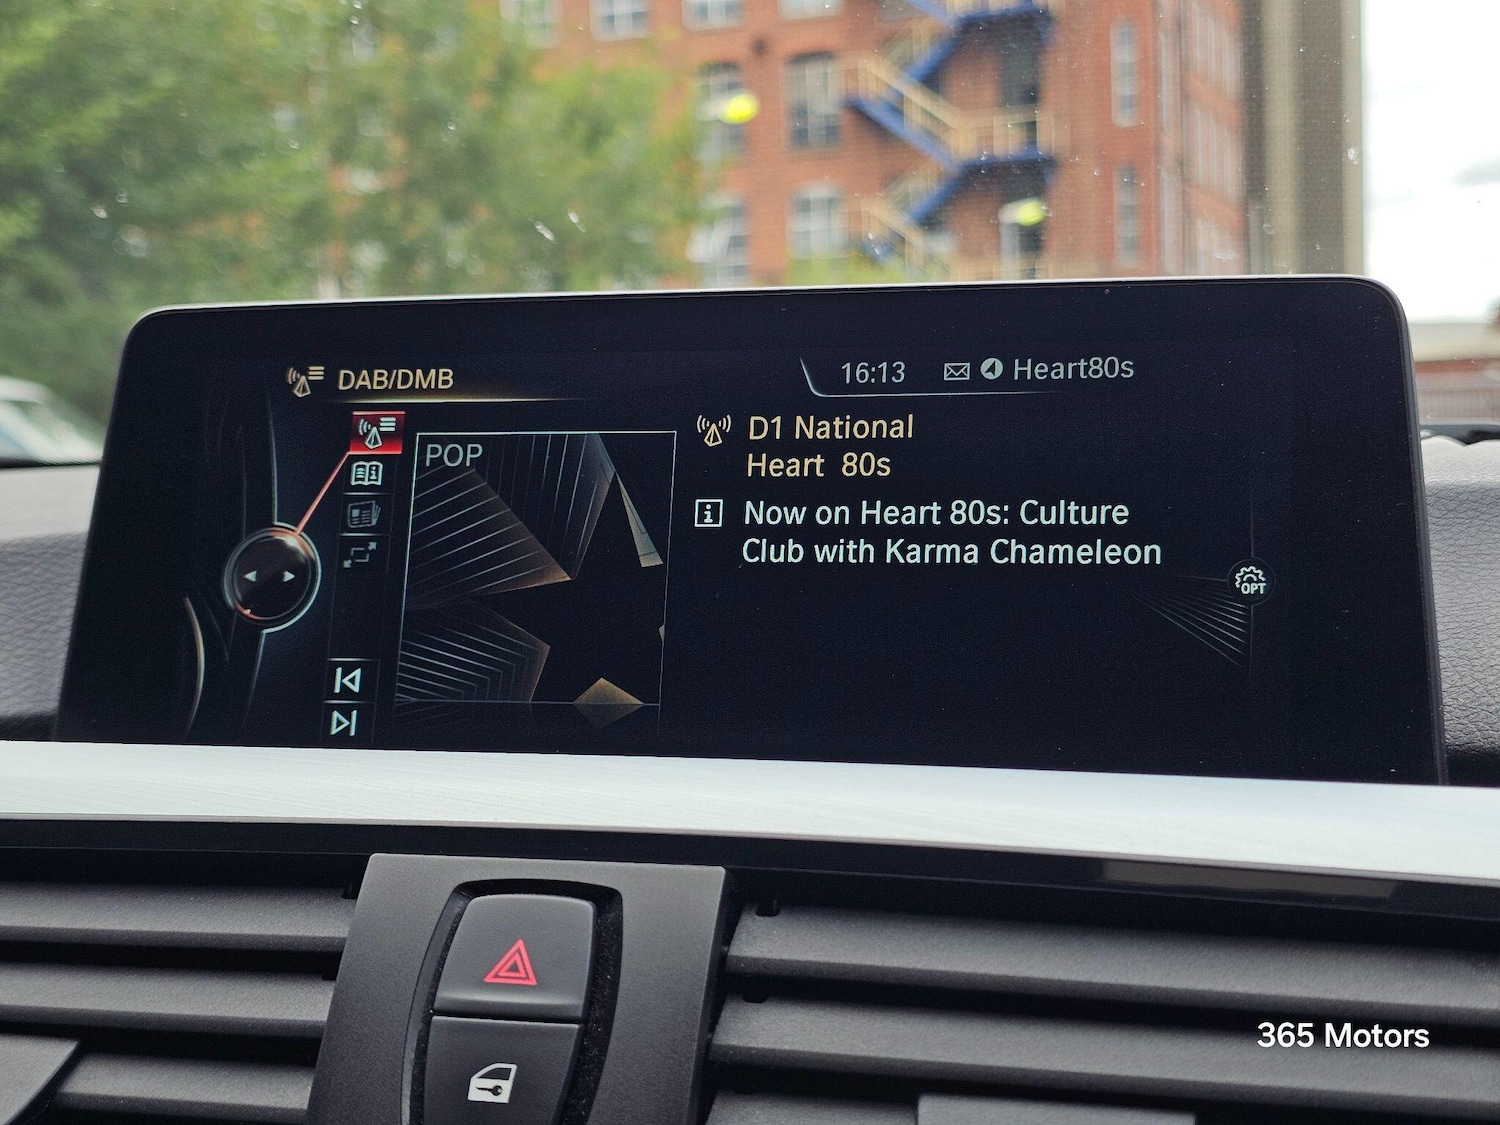 DAB/DMB
16:13 Heart80s
POP
D1 National
Heart 80s
Now on Heart 80s: Culture
Club with Karma Chameleon
OPT
365 Motors